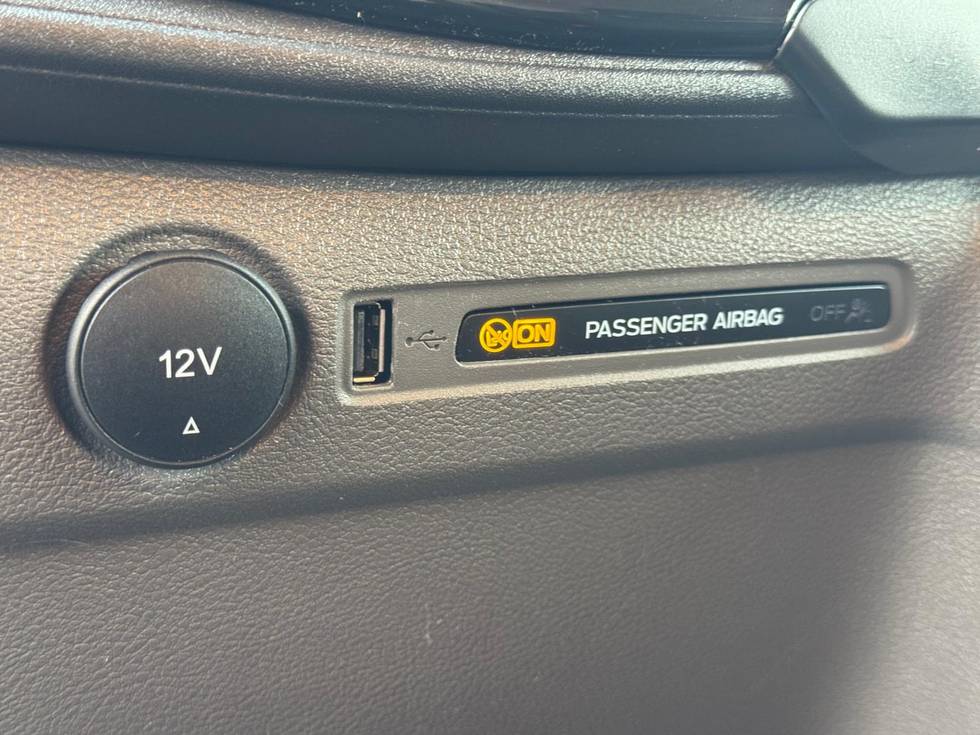 12V
ON PASSENGER AIRBAG OFF